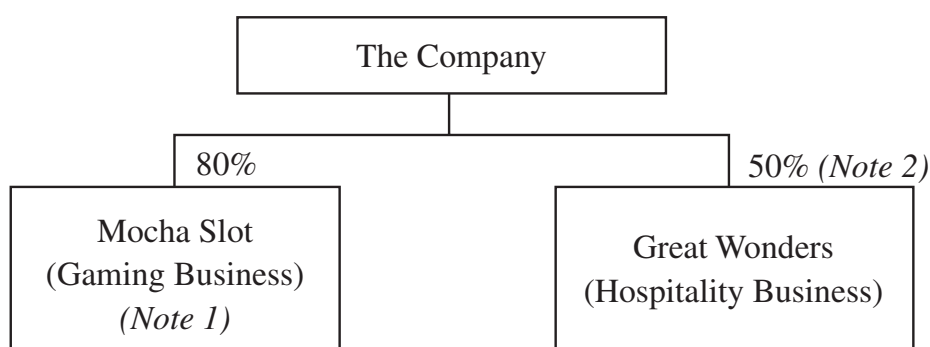 The Company
80%
50% (Note 2)
Mocha Slot
(Gaming Business)
(Note 1)
Great Wonders
(Hospitality Business)